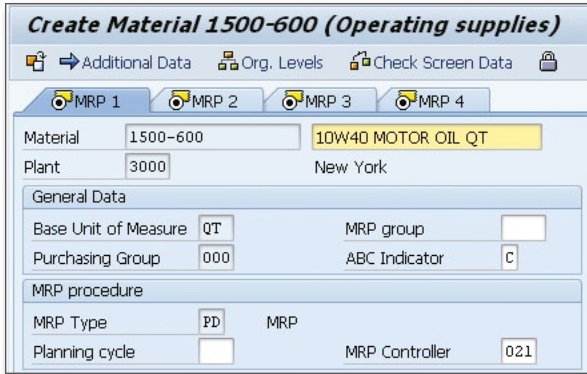 Create Material 1500-600 (Operating supplies)
Additional Data Org. Levels Check Screen Data
MRP 1 MRP 2 MRP 3 MRP 4
Material 1500-600 10W40 MOTOR OIL QT
Plant 3000 New York
General Data
Base Unit of Measure QT MRP group
Purchasing Group 000 ABC Indicator C
MRP procedure
MRP Type PD MRP
Planning cycle MRP Controller 021